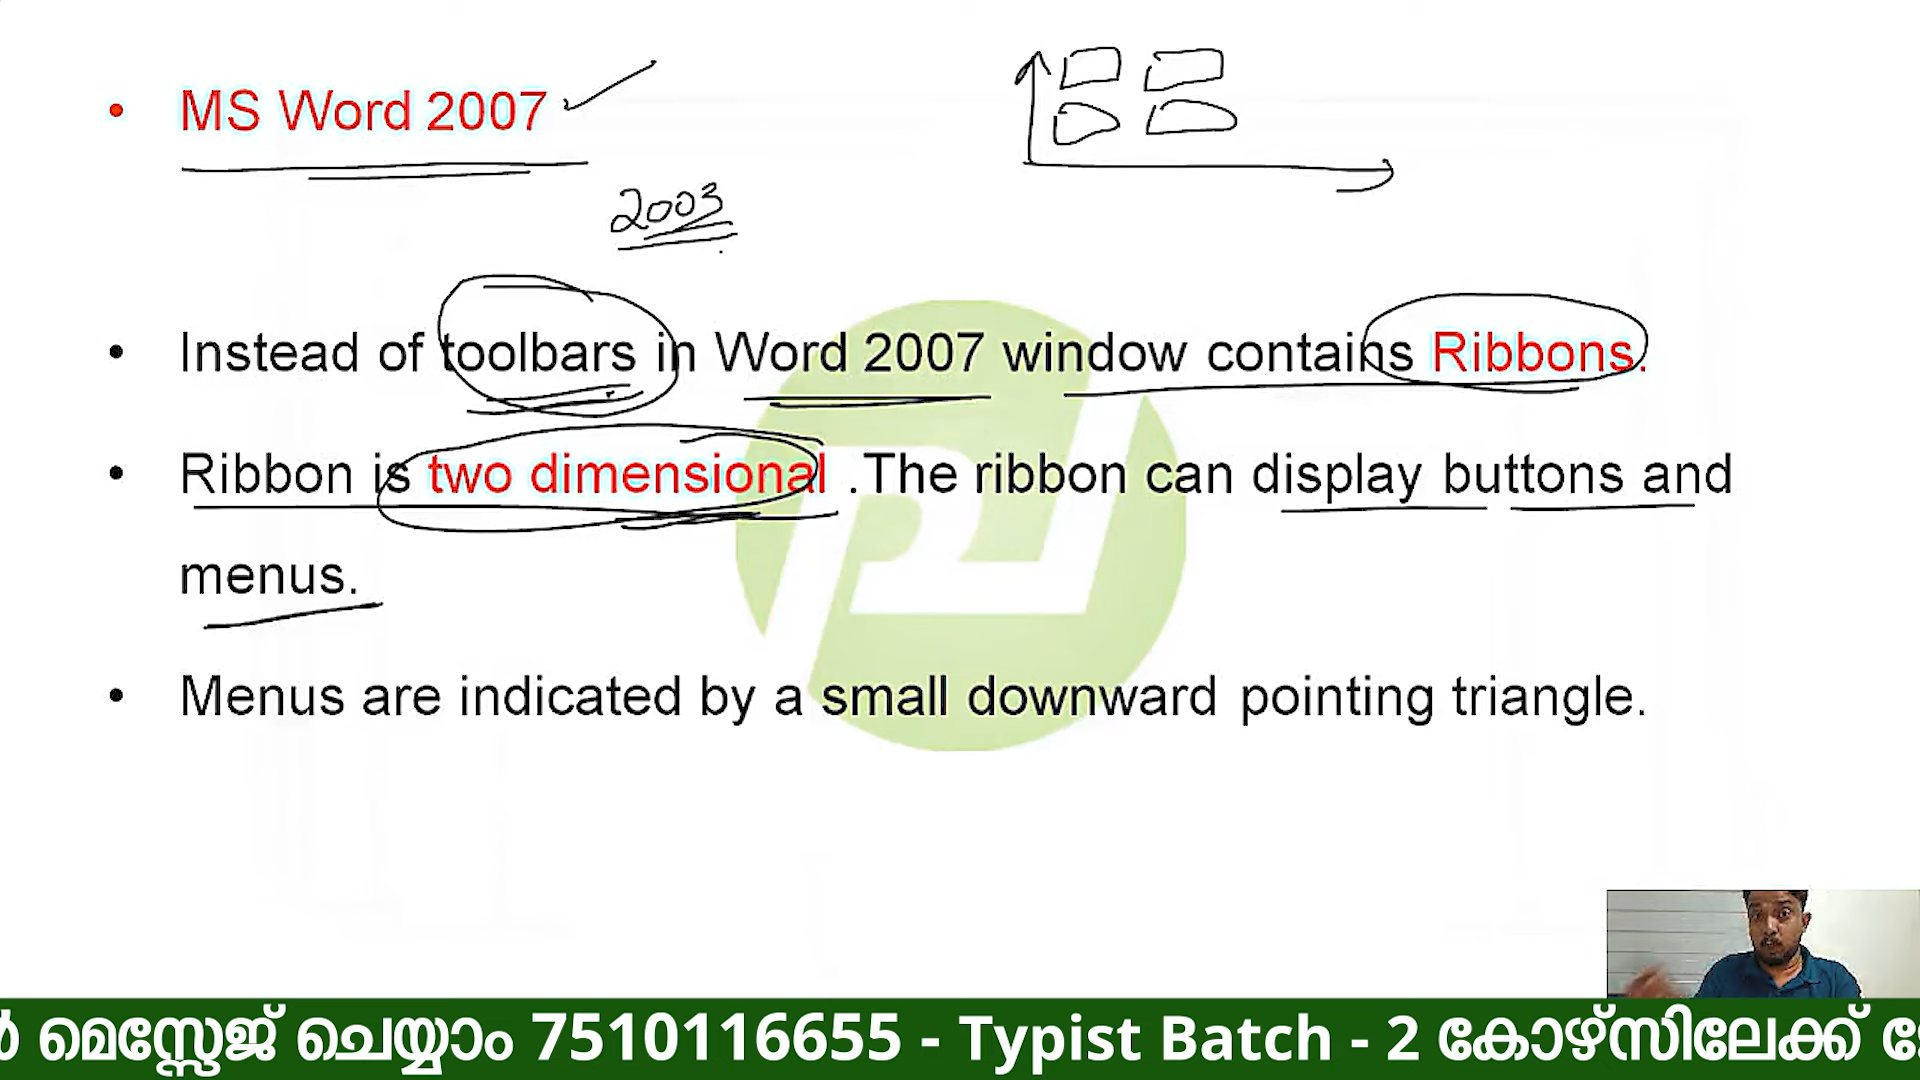 • MS Word 2007
2003
• Instead of toolbars in Word 2007 window contains Ribbons.
• Ribbon is two dimensional .The ribbon can display buttons and
menus.
• Menus are indicated by a small downward pointing triangle.
ൽ മെസ്സേജ് ചെയ്യാം 7510116655 - Typist Batch - 2 കോഴ്സിലേക്ക്